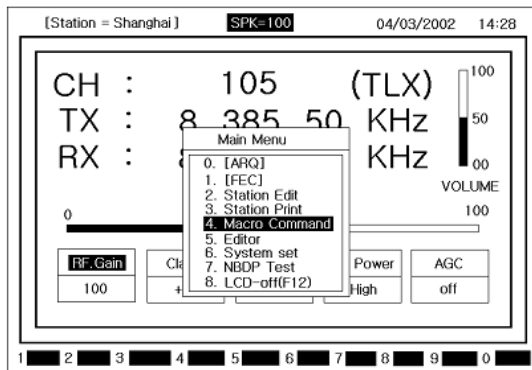 [Station = Shanghai] SPK=100 04/03/2002 14:28
CH : 105 (TLX)
TX : 8 385 50 KHz
RX : KHz
100
50
00
VOLUME
0 100
Main Menu
0. [ARQ]
1. [FEC]
2. Station Edit
3. Station Print
4. Macro Command
5. Editor
6. System set
7. NBDP Test
8. LCD-off(F12)
RF.Gain Power AGC
100 High off
1 2 3 4 5 6 7 8 9 0